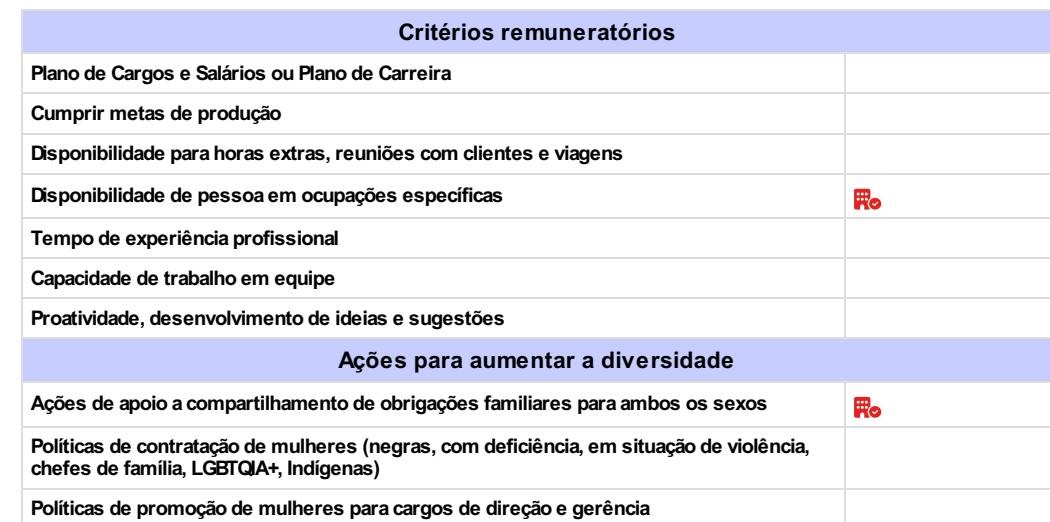 Critérios remuneratórios
Plano de Cargos e Salários ou Plano de Carreira
Cumprir metas de produção
Disponibilidade para horas extras, reuniões com clientes e viagens
Disponibilidade de pessoa em ocupações específicas
Tempo de experiência profissional
Capacidade de trabalho em equipe
Proatividade, desenvolvimento de ideias e sugestões
Ações para aumentar a diversidade
Ações de apoio a compartilhamento de obrigações familiares para ambos os sexos
Políticas de contratação de mulheres (negras, com deficiência, em situação de violência,
chefes de família, LGBTQIA+, Indígenas)
Políticas de promoção de mulheres para cargos de direção e gerência